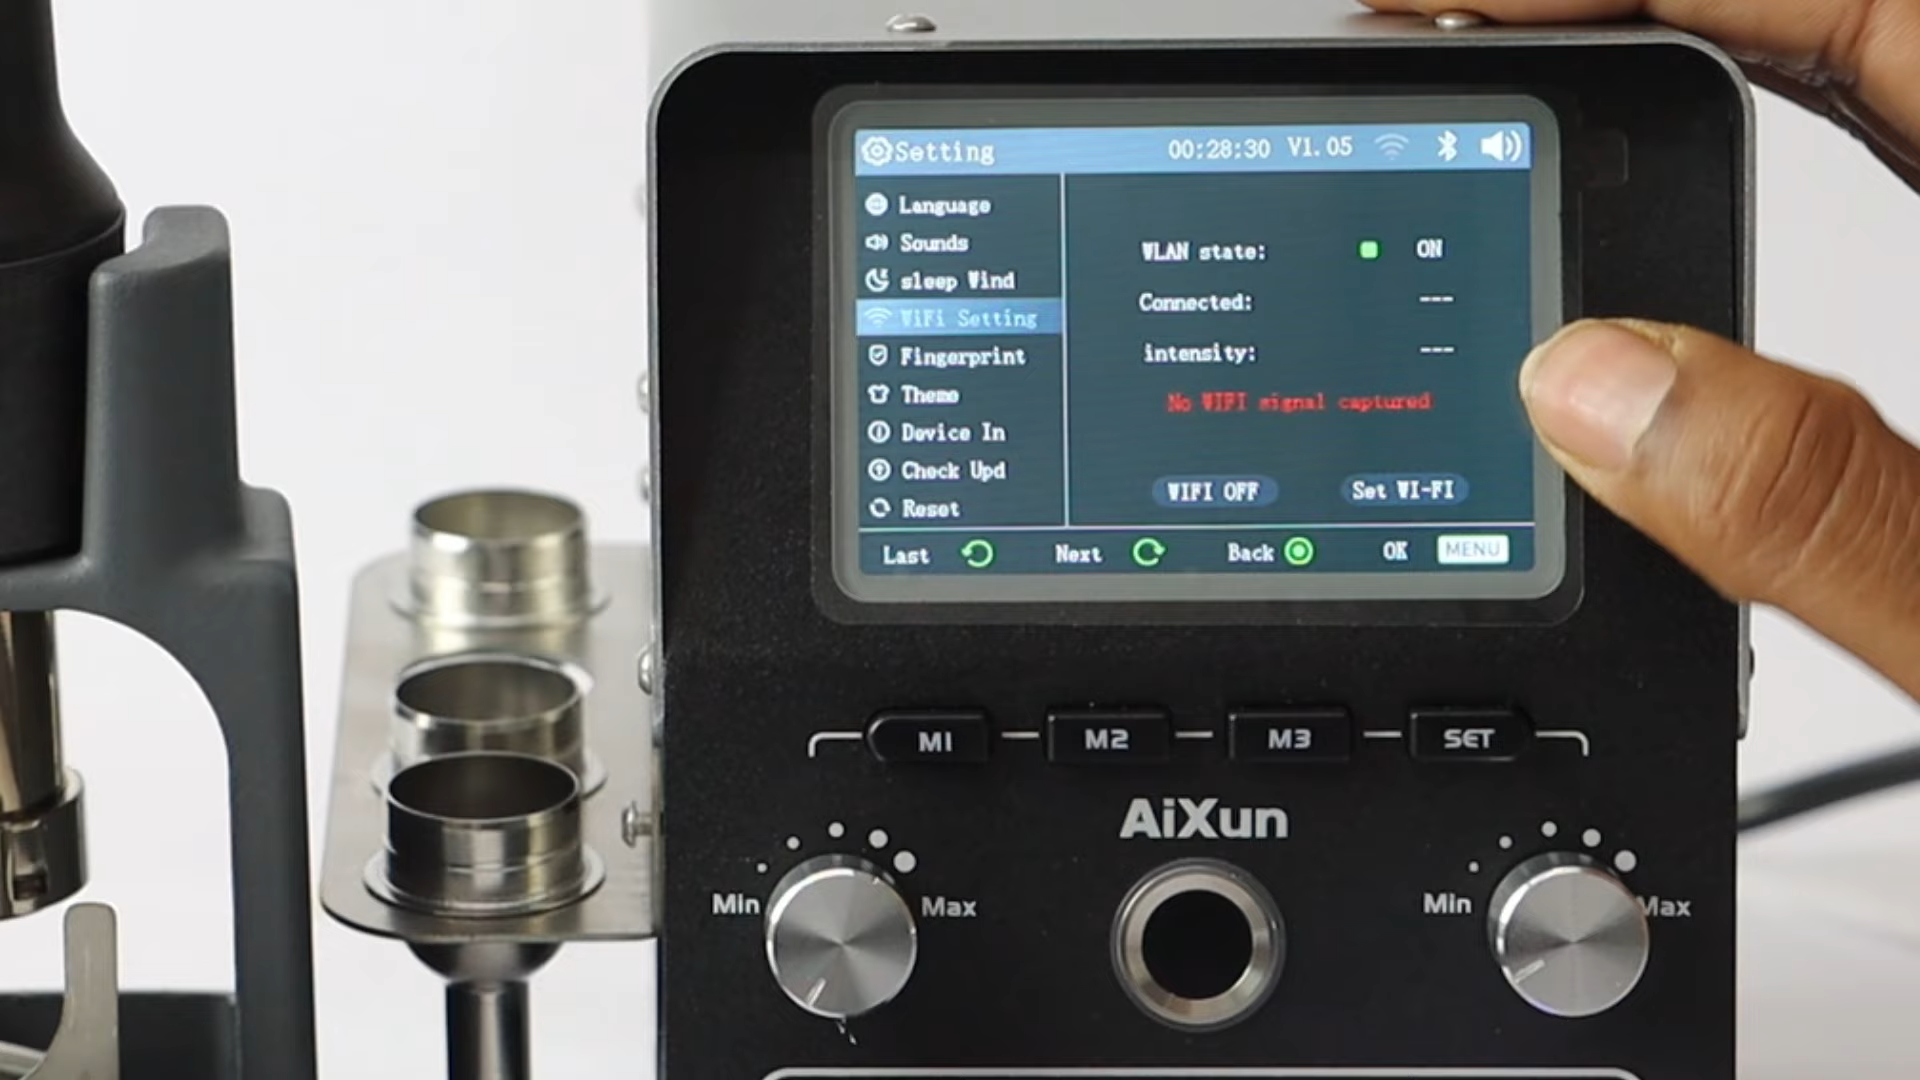 Setting 00:28:30 V1.05
Language
Sounds
sleep Wind
WiFi Setting
Fingerprint
Theme
Device In
Check Upd
Reset
WLAN state: ON
Connected: ---
intensity: ---
No WIFI signal captured
WIFI OFF Set WI-FI
Last Next Back OK MENU
M1 M2 M3 SET
AiXun
Min Max Min Max